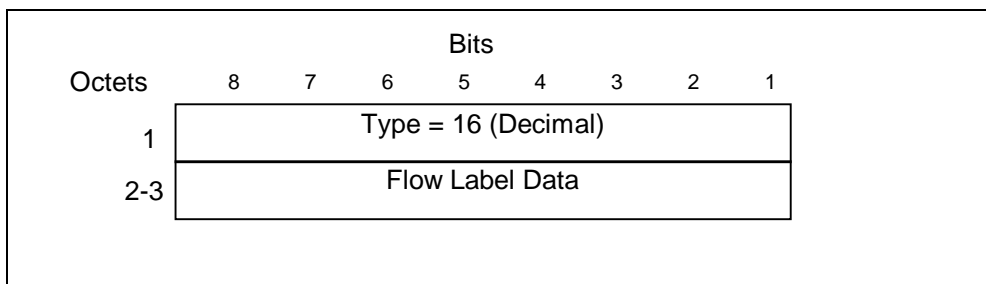 Bits
Octets 8 7 6 5 4 3 2 1
1 Type = 16 (Decimal)
2-3 Flow Label Data